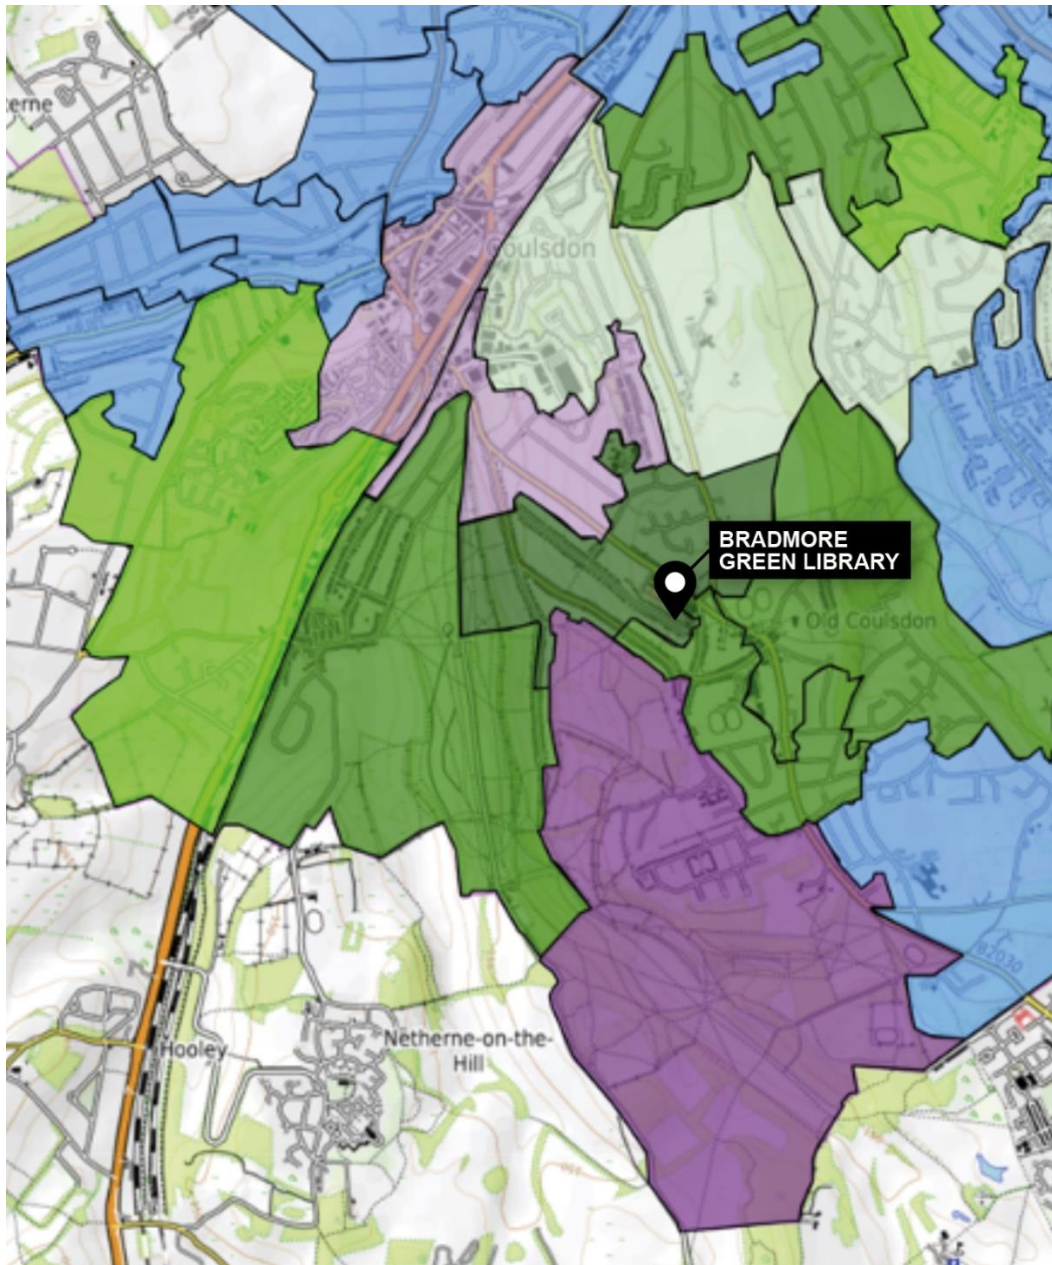 erne
Coulsdon
BRADMORE
GREEN LIBRARY
Old Coulsdon
B2030
Netherne-on-the-
Hill
Hooley